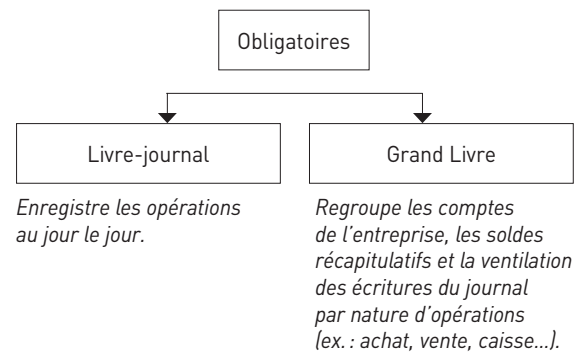 Obligatoires
Livre-journal
Enregistre les opérations
au jour le jour.
Grand Livre
Regroupe les comptes
de l’entreprise, les soldes
récapitulatifs et la ventilation
des écritures du journal
par nature d’opérations
(ex. : achat, vente, caisse…).